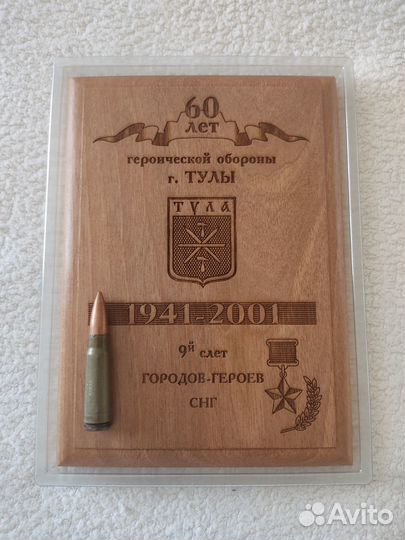 60
лет
героической обороны
г. ТУЛЫ
ТУЛА
1941-2001
9й слет
ГОРОДОВ-ГЕРОЕВ
СНГ
Avito